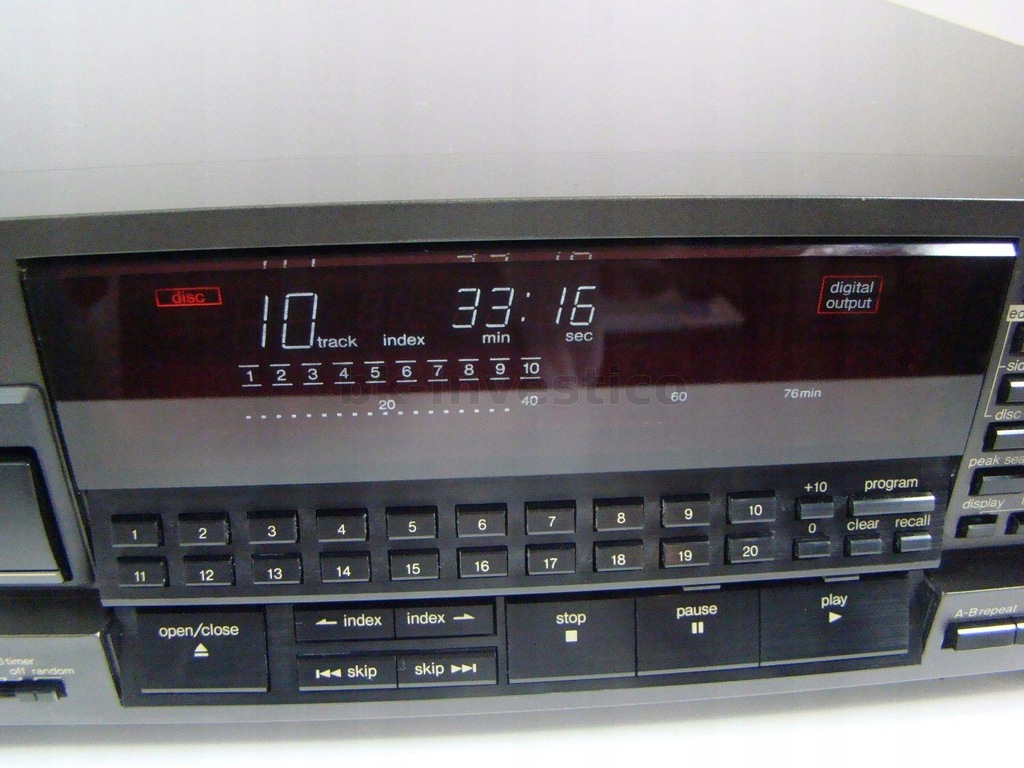 disc
10 track index 33:16 min sec
digital
output
1 2 3 4 5 6 7 8 9 10
20 40 60 76min
disc
peak
display
1 2 3 4 5 6 7 8 9 10 +10 program
0 clear recall
11 12 13 14 15 16 17 18 19 20
open/close
index index
skip skip
stop
pause
play
A-B repeat
timer
off random